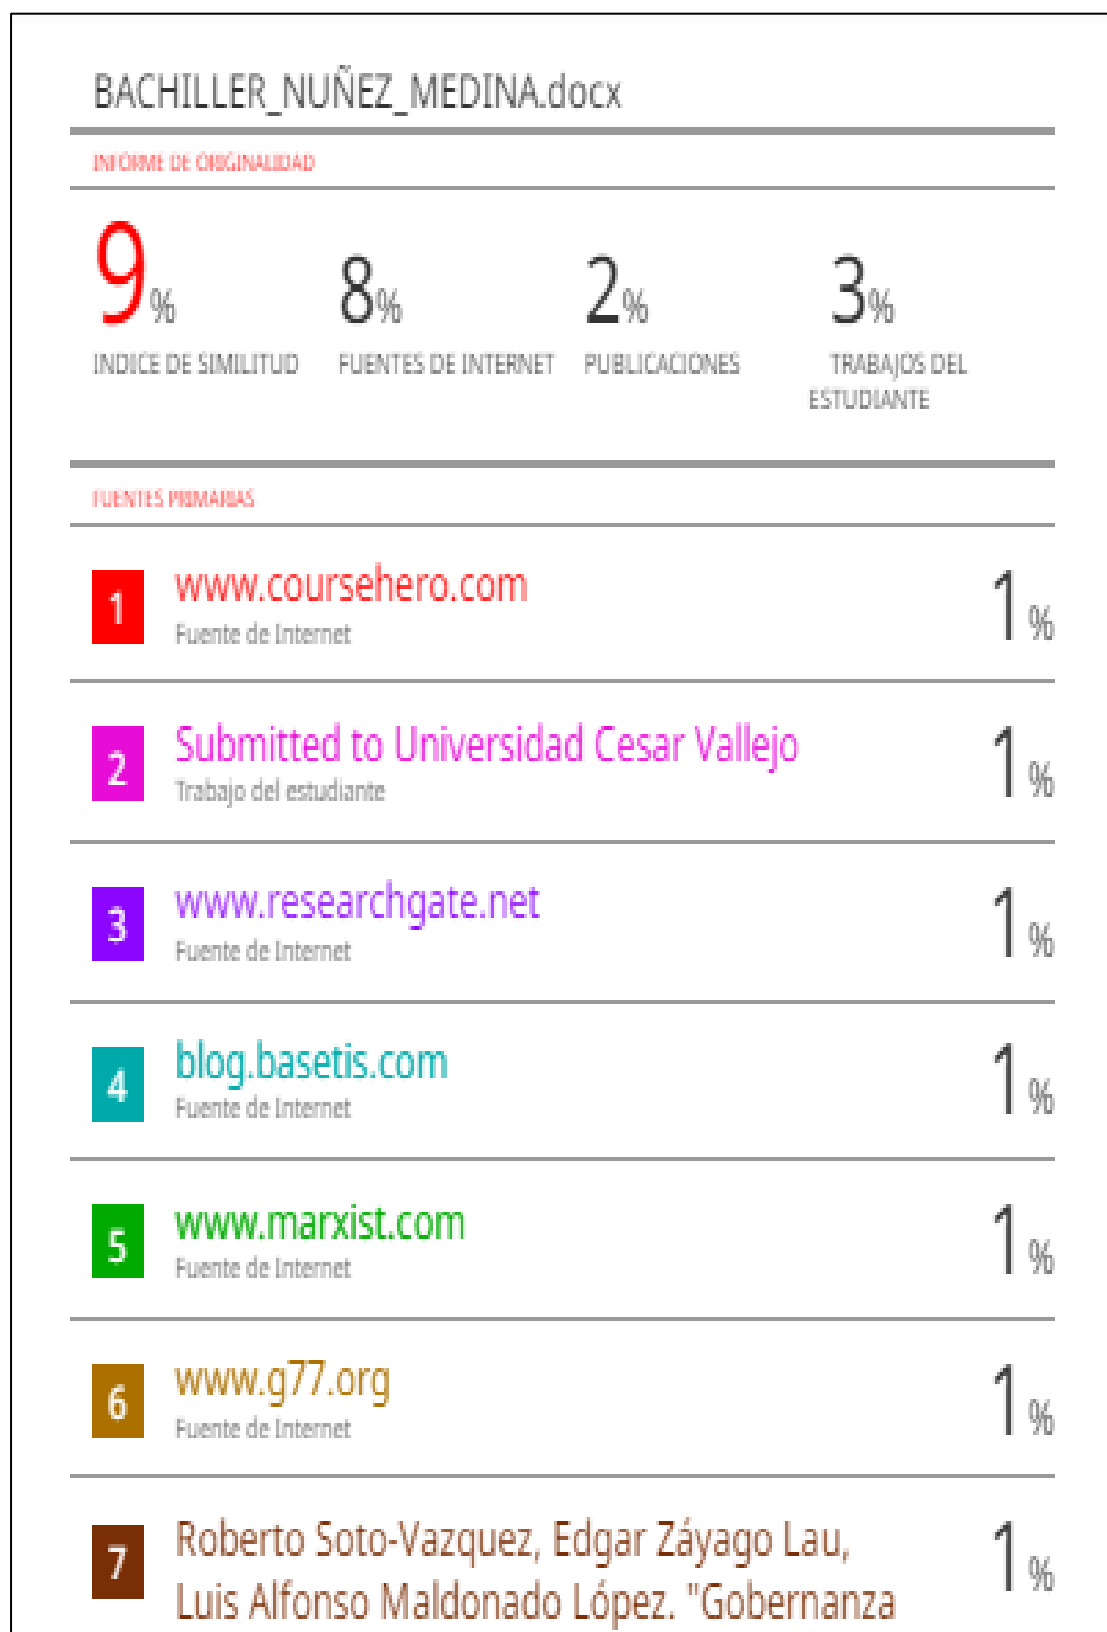 BACHILLER_NUÑEZ_MEDINA.docx
INFORME DE ORIGINALIDAD
9%
8%
2%
3%
INDICE DE SIMILITUD
FUENTES DE INTERNET
PUBLICACIONES
TRABAJOS DEL
ESTUDIANTE
FUENTES PRIMARIAS
1
www.coursehero.com
Fuente de Internet
1%
2
Submitted to Universidad Cesar Vallejo
Trabajo del estudiante
1%
3
www.researchgate.net
Fuente de Internet
1%
4
blog.basetis.com
Fuente de Internet
1%
5
www.marxist.com
Fuente de Internet
1%
6
www.g77.org
Fuente de Internet
1%
7
Roberto Soto-Vazquez, Edgar Záyago Lau,
Luis Alfonso Maldonado López. "Gobernanza
1%